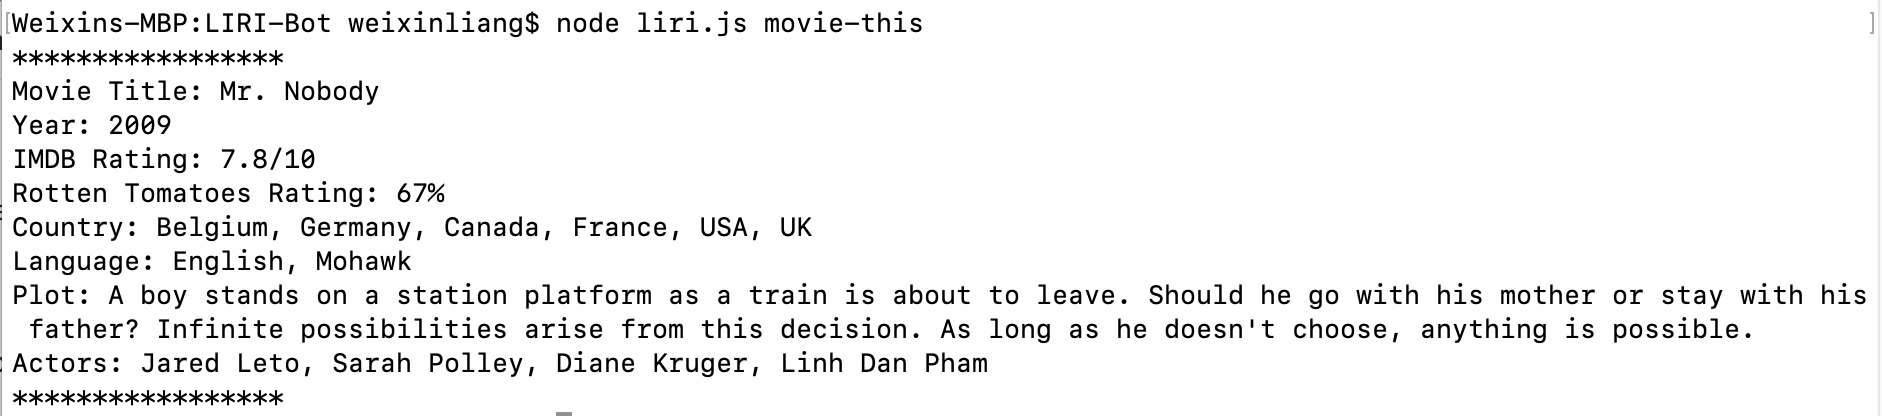 [Weixins-MBP:LIRI-Bot weixinliang$ node liri.js movie-this ]
*****************
Movie Title: Mr. Nobody
Year: 2009
IMDB Rating: 7.8/10
Rotten Tomatoes Rating: 67%
Country: Belgium, Germany, Canada, France, USA, UK
Language: English, Mohawk
Plot: A boy stands on a station platform as a train is about to leave. Should he go with his mother or stay with his
father? Infinite possibilities arise from this decision. As long as he doesn't choose, anything is possible.
Actors: Jared Leto, Sarah Polley, Diane Kruger, Linh Dan Pham
*****************